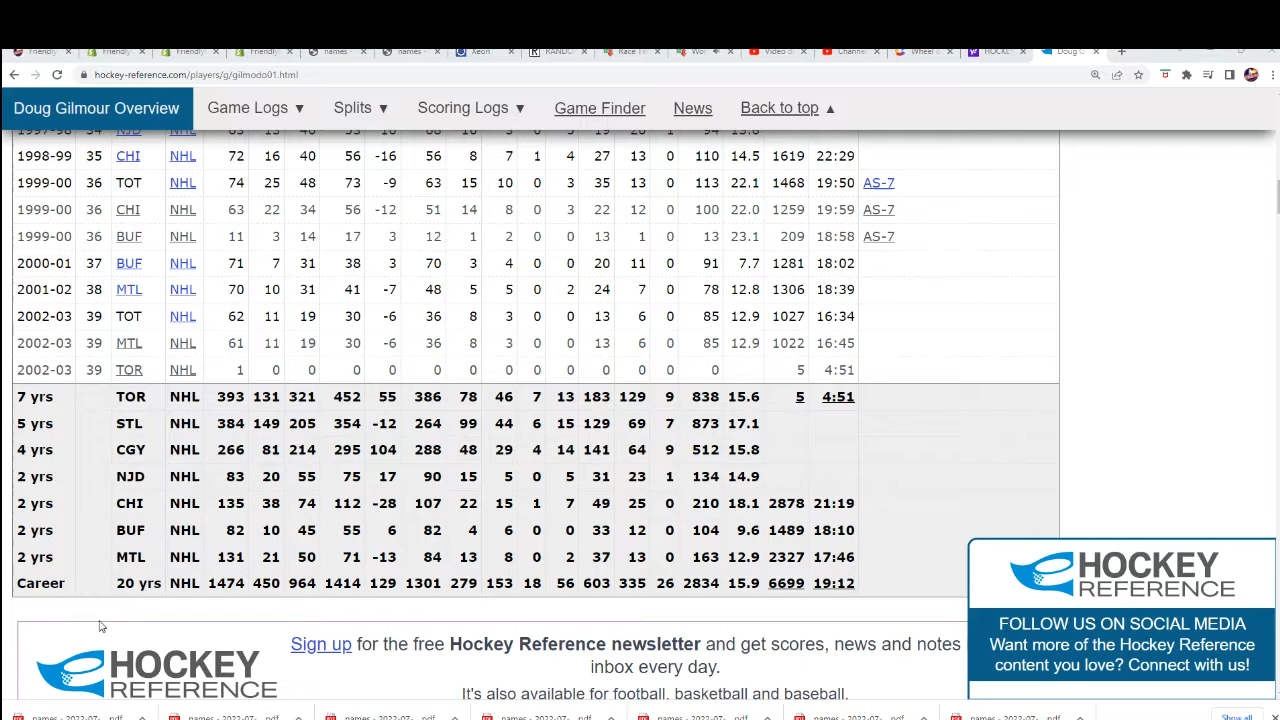 Friendly Friendly Friendly Friendly names - names - Xeon RAND Race Tim Wo Video d Channel Wheel o HOCKEY Doug G
hockey-reference.com/players/g/gilmodo01.html
Doug Gilmour Overview Game Logs ▼ Splits ▼ Scoring Logs ▼ Game Finder News Back to top ▲
1998-99 35 CHI NHL 72 16 40 56 -16 56 8 7 1 4 27 13 0 110 14.5 1619 22:29
1999-00 36 TOT NHL 74 25 48 73 -9 63 15 10 0 3 35 13 0 113 22.1 1468 19:50 AS-7
1999-00 36 CHI NHL 63 22 34 56 -12 51 14 8 0 3 22 12 0 100 22.0 1259 19:59 AS-7
1999-00 36 BUF NHL 11 3 14 17 3 12 1 2 0 0 13 1 0 13 23.1 209 18:58 AS-7
2000-01 37 BUF NHL 71 7 31 38 3 70 3 4 0 0 20 11 0 91 7.7 1281 18:02
2001-02 38 MTL NHL 70 10 31 41 -7 48 5 5 0 2 24 7 0 78 12.8 1306 18:39
2002-03 39 TOT NHL 62 11 19 30 -6 36 8 3 0 0 13 6 0 85 12.9 1027 16:34
2002-03 39 MTL NHL 61 11 19 30 -6 36 8 3 0 0 13 6 0 85 12.9 1022 16:45
2002-03 39 TOR NHL 1 0 0 0 0 0 0 0 0 0 0 0 0 0 5 4:51
7 yrs TOR NHL 393 131 321 452 55 386 78 46 7 13 183 129 9 838 15.6 5 4:51
5 yrs STL NHL 384 149 205 354 -12 264 99 44 6 15 129 69 7 873 17.1
4 yrs CGY NHL 266 81 214 295 104 288 48 29 4 14 141 64 9 512 15.8
2 yrs NJD NHL 83 20 55 75 17 90 15 5 0 5 31 23 1 134 14.9
2 yrs CHI NHL 135 38 74 112 -28 107 22 15 1 7 49 25 0 210 18.1 2878 21:19
2 yrs BUF NHL 82 10 45 55 6 82 4 6 0 0 33 12 0 104 9.6 1489 18:10
2 yrs MTL NHL 131 21 50 71 -13 84 13 8 0 2 37 13 0 163 12.9 2327 17:46
Career 20 yrs NHL 1474 450 964 1414 129 1301 279 153 18 56 603 335 26 2834 15.9 6699 19:12
HOCKEY
REFERENCE
FOLLOW US ON SOCIAL MEDIA
Want more of the Hockey Reference
content you love? Connect with us!
HOCKEY
REFERENCE
Sign up for the free Hockey Reference newsletter and get scores, news and notes
inbox every day.
It's also available for football, basketball and baseball.
Show all